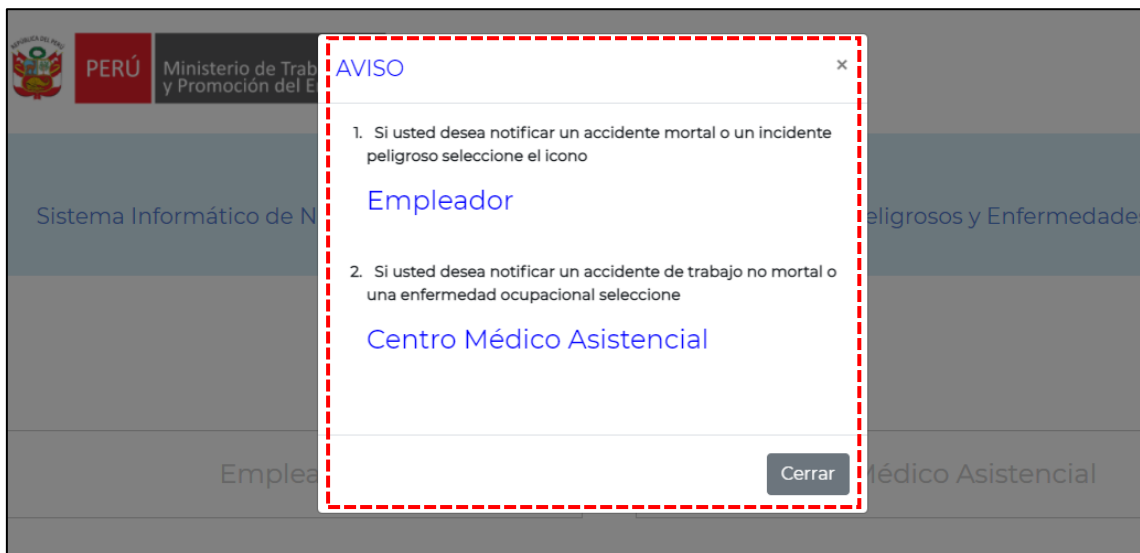 REPÚBLICA DEL PERÚ
PERÚ
Ministerio de Trab
y Promoción del E
AVISO
×
1. Si usted desea notificar un accidente mortal o un incidente
peligroso seleccione el icono
Empleador
Sistema Informático de N
eligrosos y Enfermedade
2. Si usted desea notificar un accidente de trabajo no mortal o
una enfermedad ocupacional seleccione
Centro Médico Asistencial
Emplea
Médico Asistencial
Cerrar